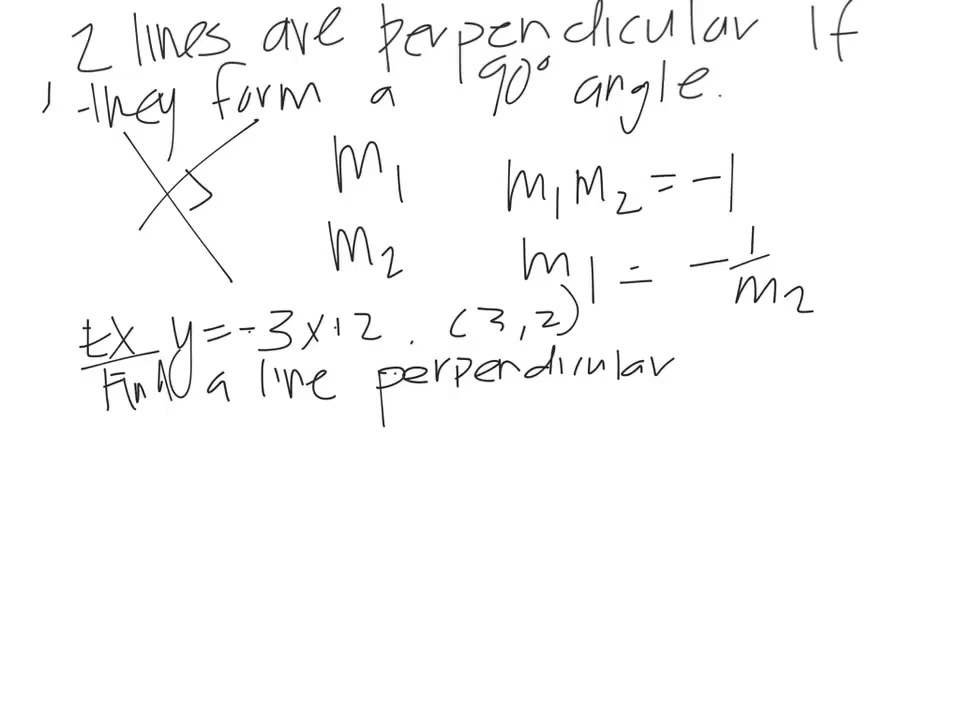 2 lines are perpendicular if
they form a 90° angle.
m₁ m₁m₂ = -1
m₂ m₁ = -1/m₂
Ex y = -3x+2. (3,2)
Find a line perpendicular